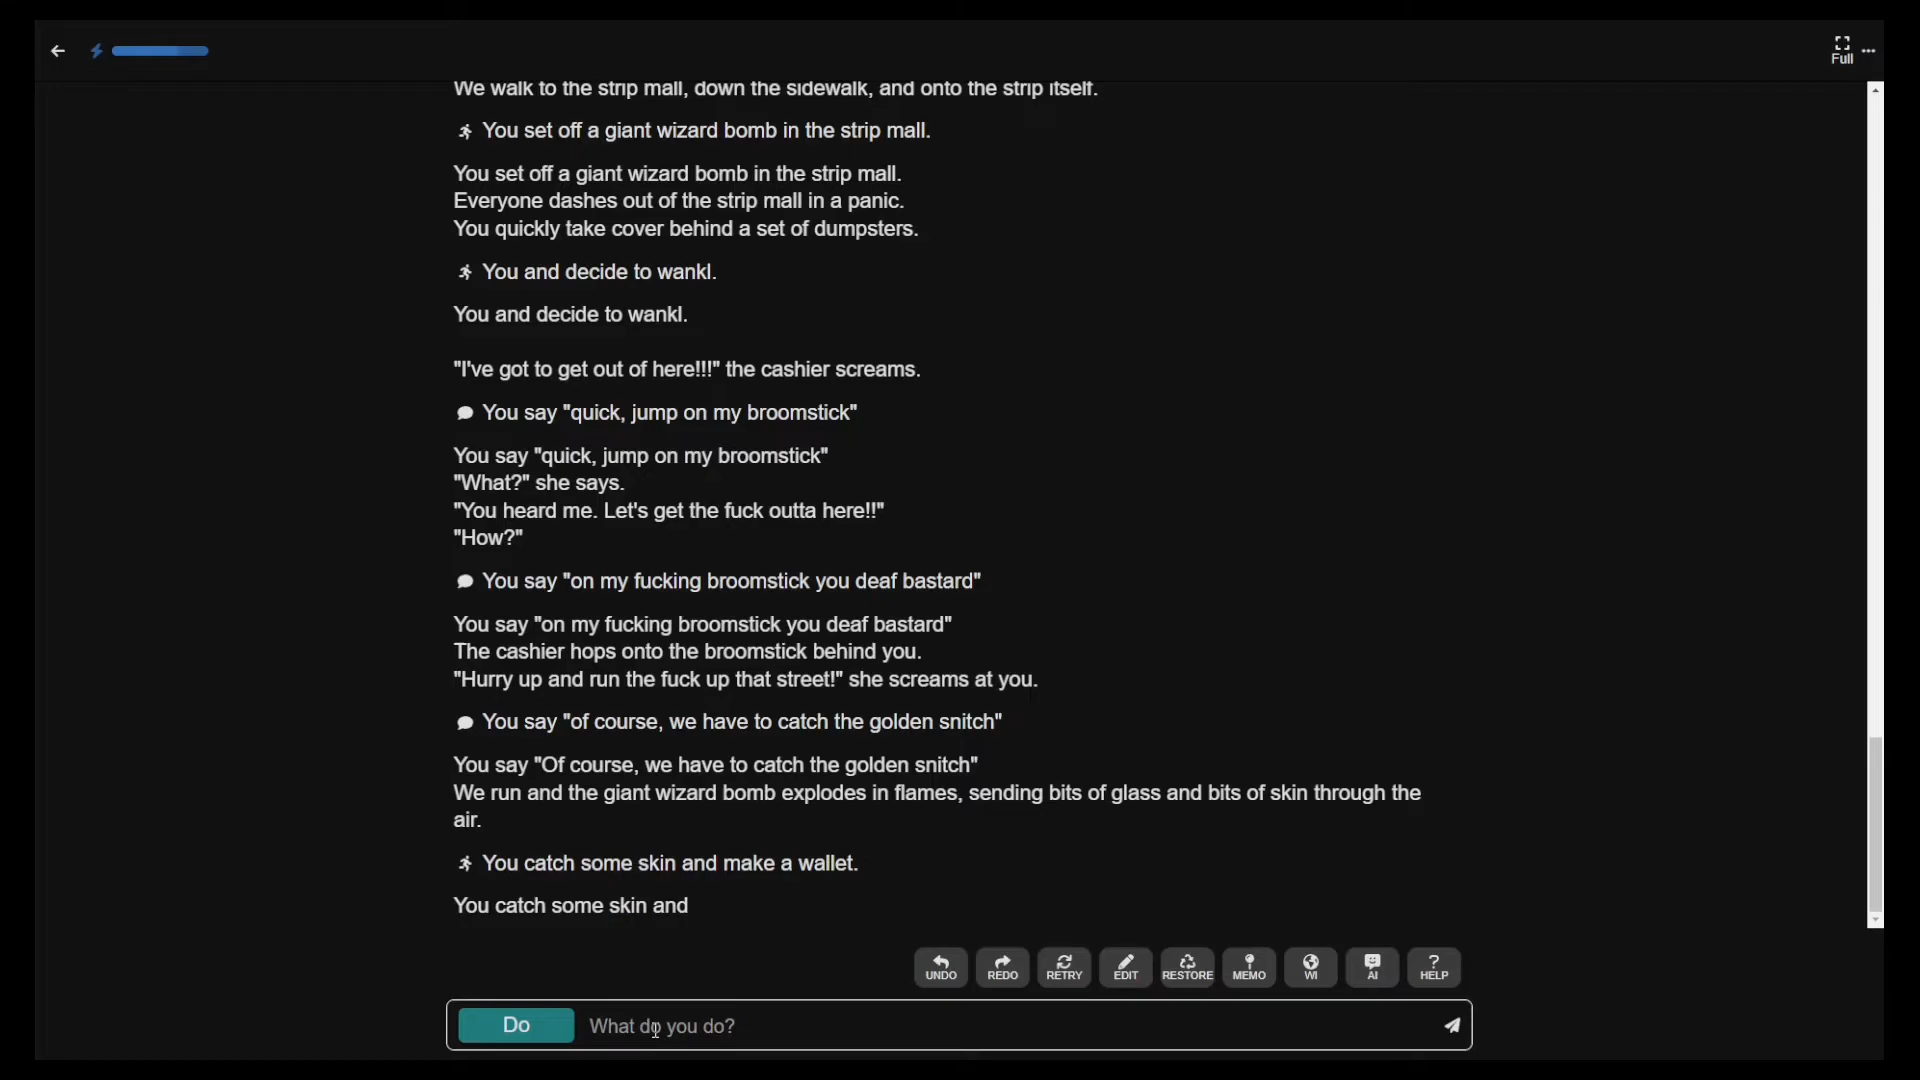 Full
We walk to the strip mall, down the sidewalk, and onto the strip itself.
You set off a giant wizard bomb in the strip mall.
You set off a giant wizard bomb in the strip mall.
Everyone dashes out of the strip mall in a panic.
You quickly take cover behind a set of dumpsters.
You and decide to wankl.
You and decide to wankl.
"I've got to get out of here!!!" the cashier screams.
You say "quick, jump on my broomstick"
You say "quick, jump on my broomstick"
"What?" she says.
"You heard me. Let's get the fuck outta here!!"
"How?"
You say "on my fucking broomstick you deaf bastard"
You say "on my fucking broomstick you deaf bastard"
The cashier hops onto the broomstick behind you.
"Hurry up and run the fuck up that street!" she screams at you.
You say "of course, we have to catch the golden snitch"
You say "Of course, we have to catch the golden snitch"
We run and the giant wizard bomb explodes in flames, sending bits of glass and bits of skin through the
air.
You catch some skin and make a wallet.
You catch some skin and
UNDO REDO RETRY EDIT RESTORE MEMO WI AI HELP
Do What do you do?